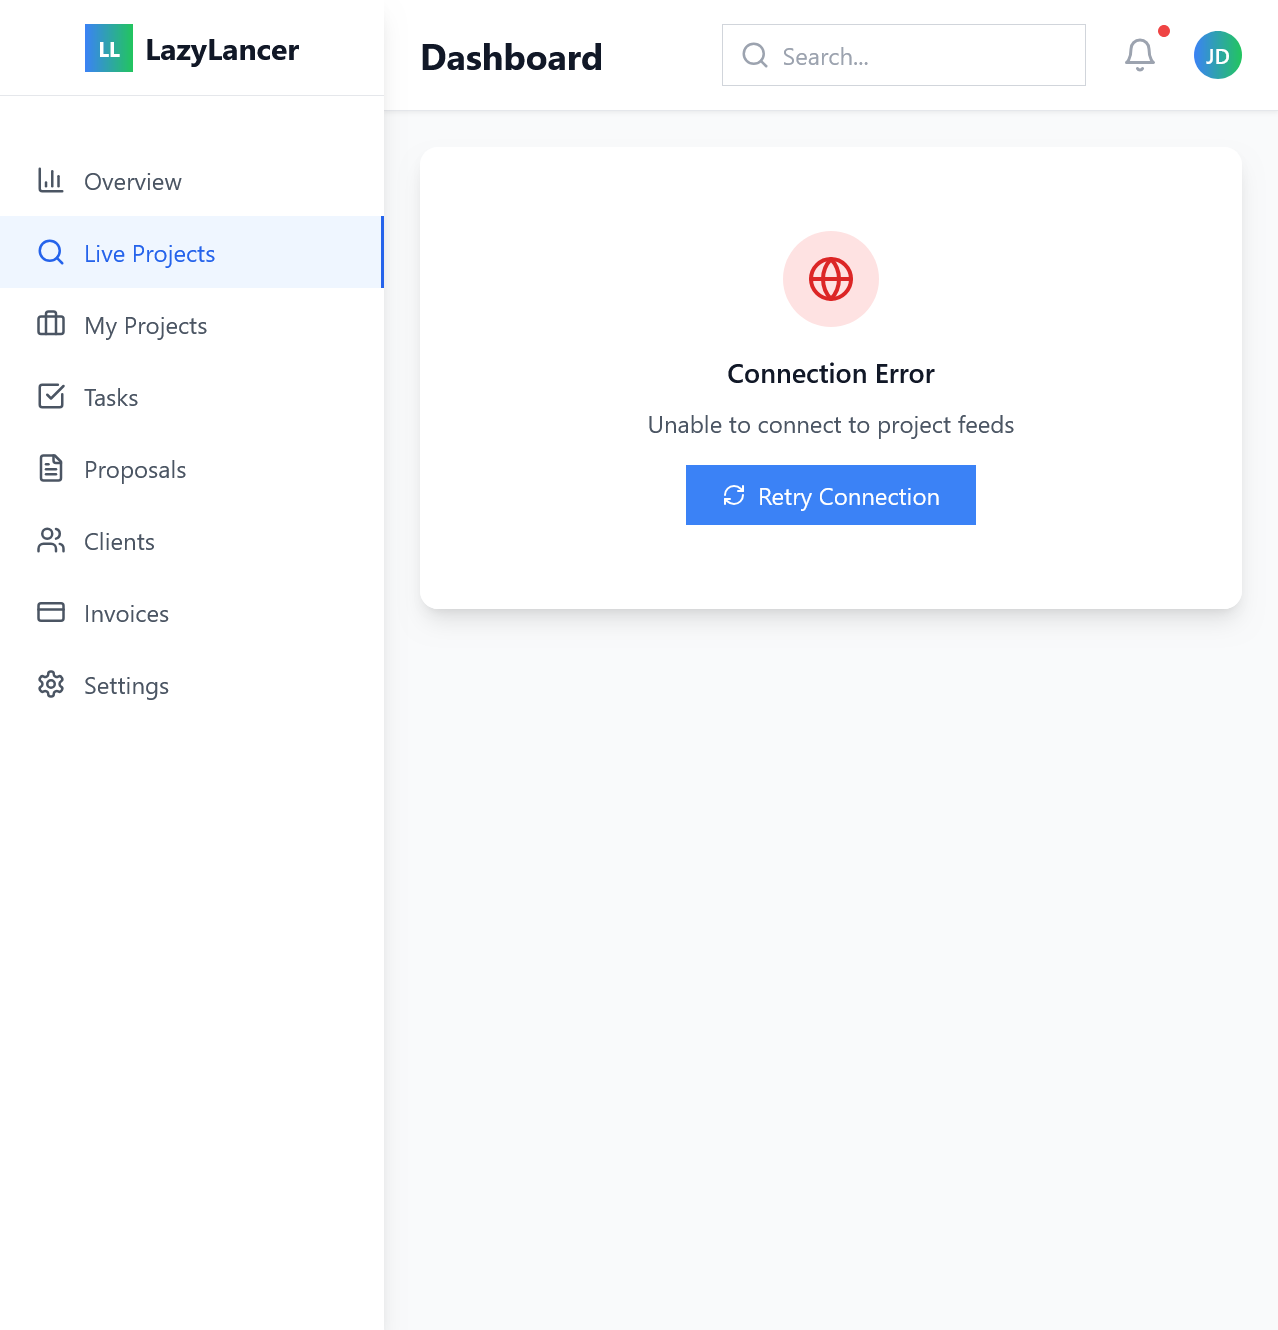 LL LazyLancer
Overview
Live Projects
My Projects
Tasks
Proposals
Clients
Invoices
Settings
Dashboard
Search...
JD
Connection Error
Unable to connect to project feeds
Retry Connection